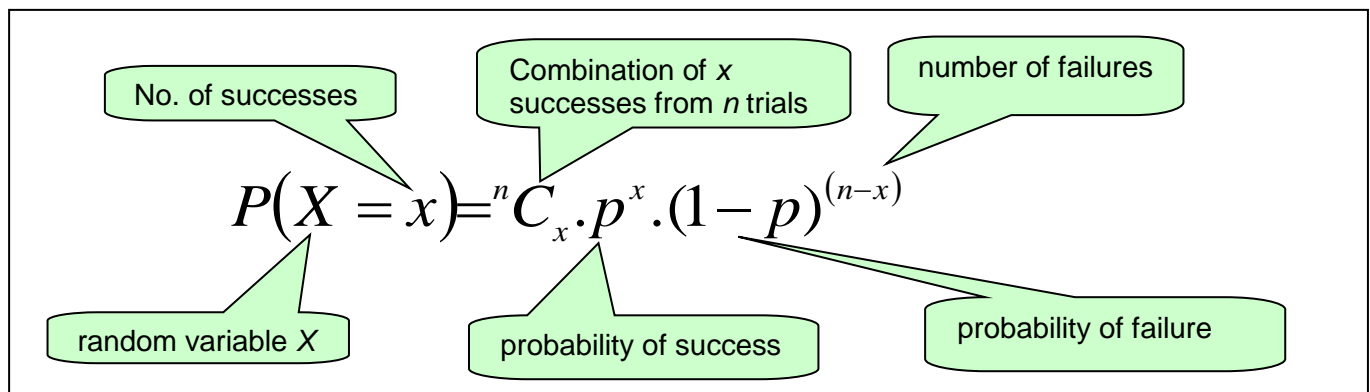 No. of successes
Combination of x
successes from n trials
number of failures
P(X = x)=ⁿCₓ.pˣ.(1 − p)⁽ⁿ⁻ˣ⁾
random variable X
probability of success
probability of failure